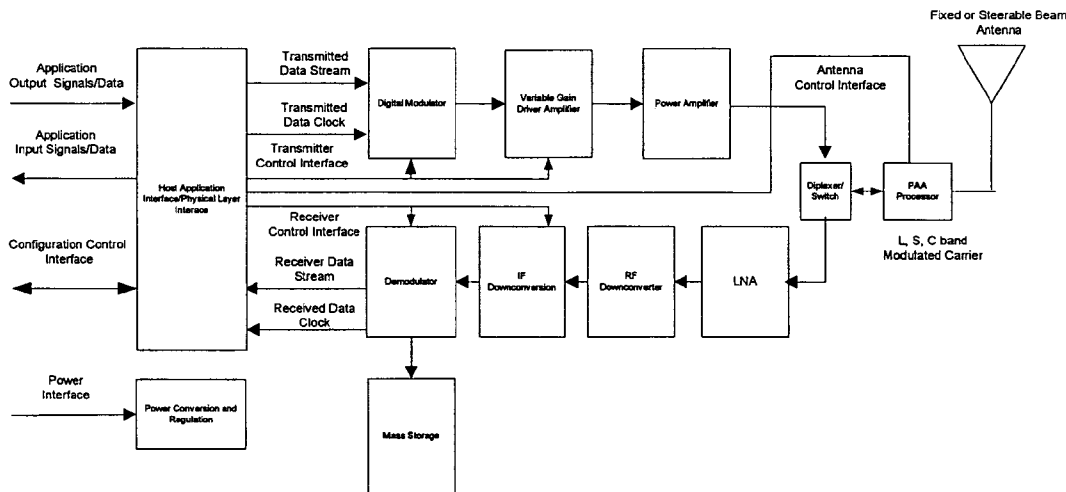 Fixed or Steerable Beam
Antenna
Application
Output Signals/Data
Application
Input Signals/Data
Configuration Control
Interface
Power
Interface
Host Application
Interface/Physical Layer
Interace
Power Conversion and
Regulation
Transmitted
Data Stream
Transmitted
Data Clock
Transmitter
Control Interface
Digital Modulator
Variable Gain
Driver Amplifier
Power Amplifier
Antenna
Control Interface
Diplexer/
Switch
PAA
Processor
L, S, C band
Modulated Carrier
Receiver
Control Interface
Receiver Data
Stream
Received Data
Clock
Demodulator
IF
Downconversion
RF
Downconverter
LNA
Mass Storage